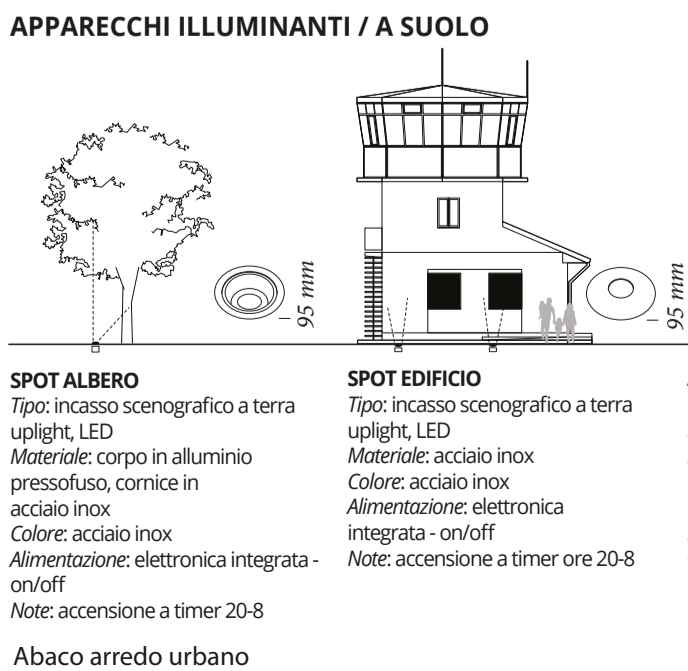 APPARECCHI ILLUMINANTI / A SUOLO
95 mm
95 mm
SPOT ALBERO
Tipo: incasso scenografico a terra
uplight, LED
Materiale: corpo in alluminio
pressofuso, cornice in
acciaio inox
Colore: acciaio inox
Alimentazione: elettronica integrata -
on/off
Note: accensione a timer 20-8
SPOT EDIFICIO
Tipo: incasso scenografico a terra
uplight, LED
Materiale: acciaio inox
Colore: acciaio inox
Alimentazione: elettronica
integrata - on/off
Note: accensione a timer ore 20-8
Abaco arredo urbano